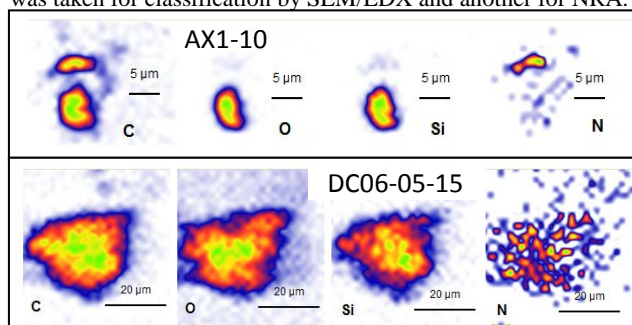 was taken for classification by SEM/EDX and another for NRA.
AX1-10
5 µm 5 µm 5 µm 5 µm
C O Si N
DC06-05-15
C O Si N
20 µm 20 µm 20 µm 20 µm